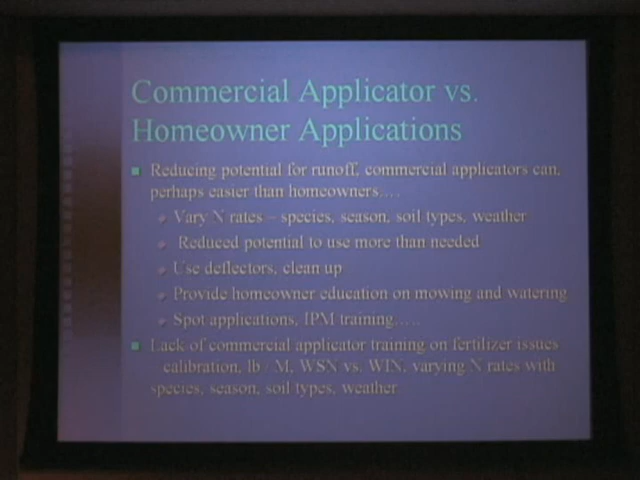 Commercial Applicator vs.
Homeowner Applications
Reducing potential for runoff, commercial applicators can,
perhaps easier than homeowners….
Vary N rates – species, season, soil types, weather
Reduced potential to use more than needed
Use deflectors, clean up
Provide homeowner education on mowing and watering
Spot applications, IPM training…..
Lack of commercial applicator training on fertilizer issues
calibration, lb / M, WSN vs. WIN, varying N rates with
species, season, soil types, weather